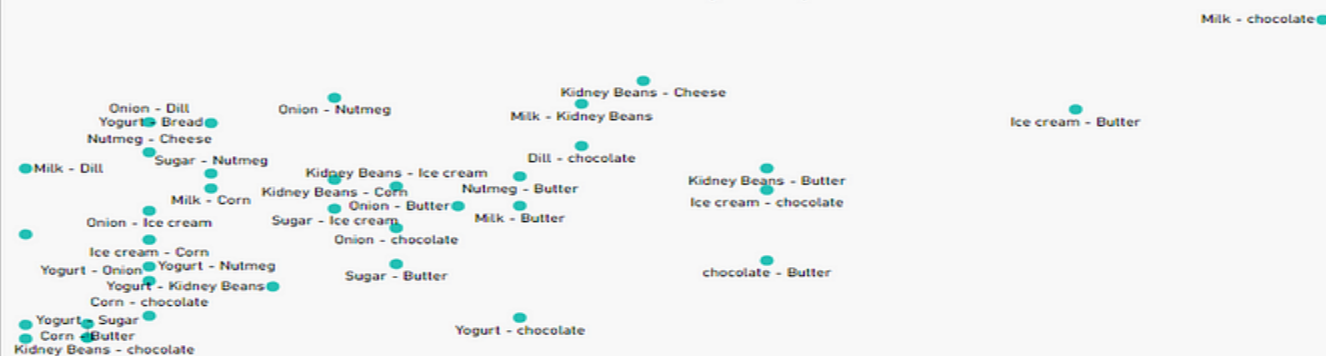 Milk - chocolate
Kidney Beans - Cheese
Onion - Dill
Onion - Nutmeg
Milk - Kidney Beans
Yogurt - Bread
Ice cream - Butter
Nutmeg - Cheese
Sugar - Nutmeg
Dill - chocolate
Milk - Dill
Kidney Beans - Ice cream
Kidney Beans - Butter
Kidney Beans - Corn
Nutmeg - Butter
Milk - Corn
Onion - Butter
Ice cream - chocolate
Onion - Ice cream
Sugar - Ice cream
Milk - Butter
Onion - chocolate
Ice cream - Corn
Yogurt - Onion
Yogurt - Nutmeg
Sugar - Butter
chocolate - Butter
Yogurt - Kidney Beans
Corn - chocolate
Yogurt - Sugar
Yogurt - chocolate
Corn - Butter
Kidney Beans - chocolate